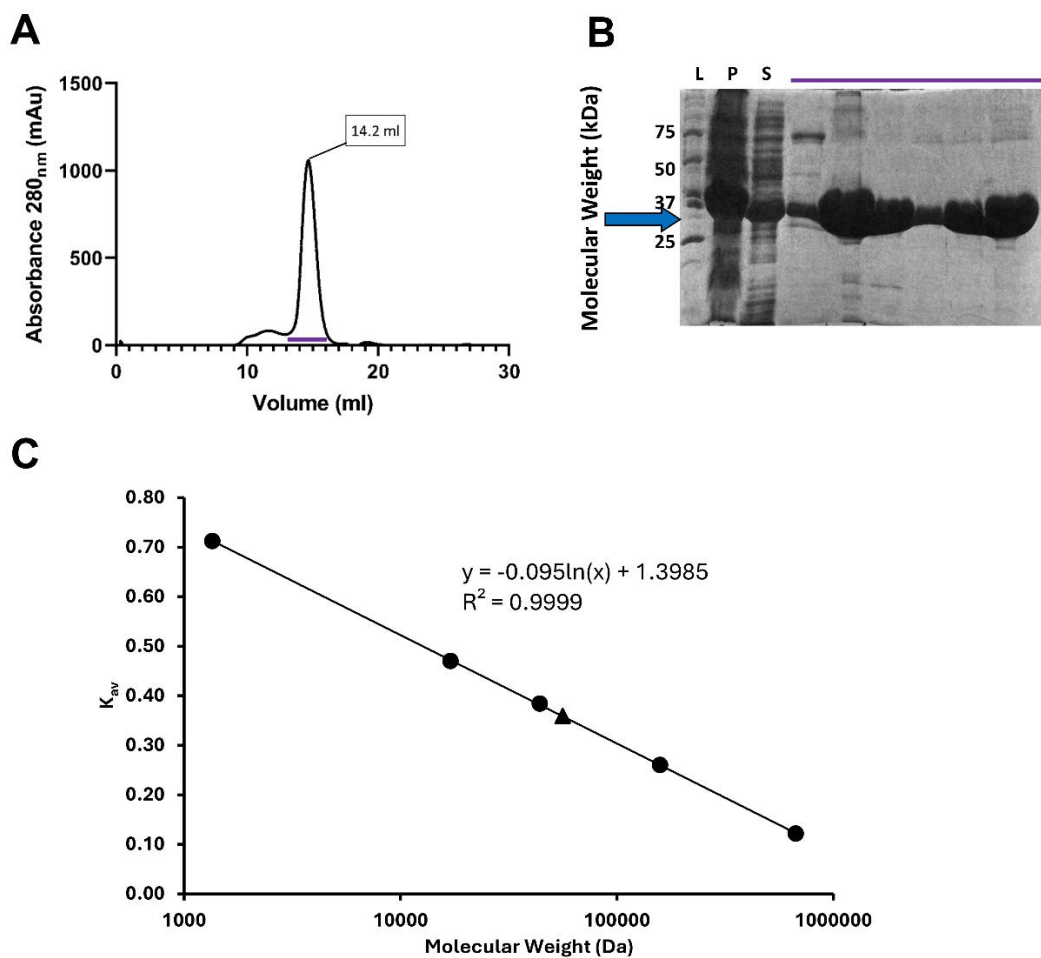 A
1500
1000
500
0
Absorbance 280nm (mAu)
14.2 ml
0 10 20 30
Volume (ml)
B
L P S
Molecular Weight (kDa)
75
50
37
25
C
0.80
0.70
0.60
0.50
0.40
0.30
0.20
0.10
0.00
Kav
y = -0.095ln(x) + 1.3985
R² = 0.9999
1000 10000 100000 1000000
Molecular Weight (Da)